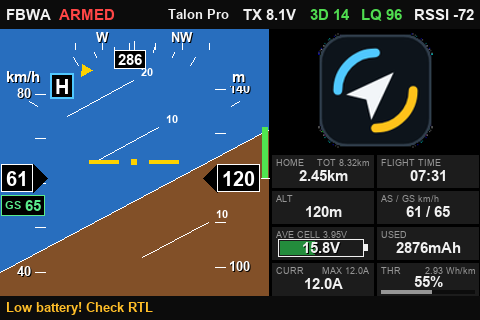 FBWA ARMED Talon Pro TX 8.1V 3D 14 LQ 96 RSSI -72
W NW
286
km/h
m
H
80
20
140
10
61
120
GS 65
10
40
100
HOME TOT 8.32km
2.45km
FLIGHT TIME
07:31
ALT
120m
AS / GS km/h
61 / 65
AVE CELL 3.95V
15.8V
USED
2876mAh
CURR MAX 12.0A
12.0A
THR 2.93 Wh/km
55%
Low battery! Check RTL